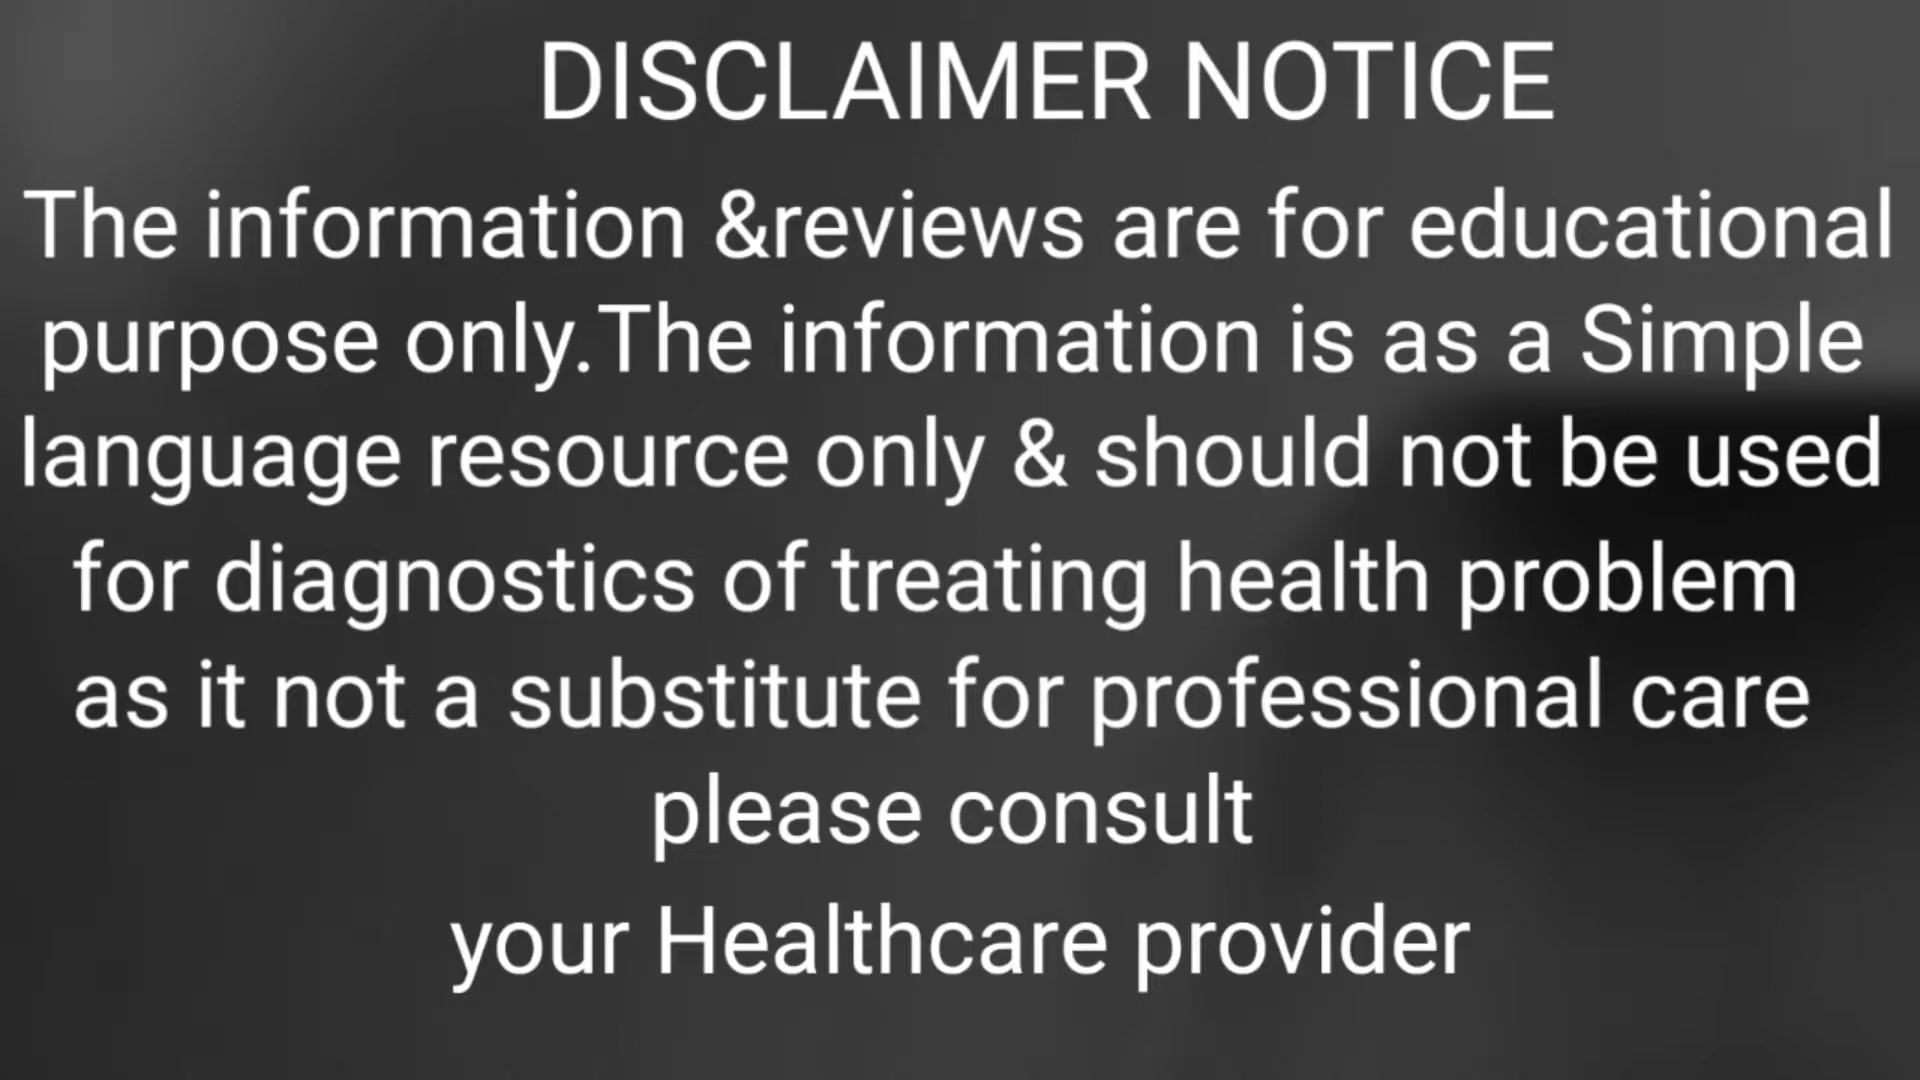 DISCLAIMER NOTICE
The information &reviews are for educational
purpose only.The information is as a Simple
language resource only & should not be used
for diagnostics of treating health problem
as it not a substitute for professional care
please consult
your Healthcare provider